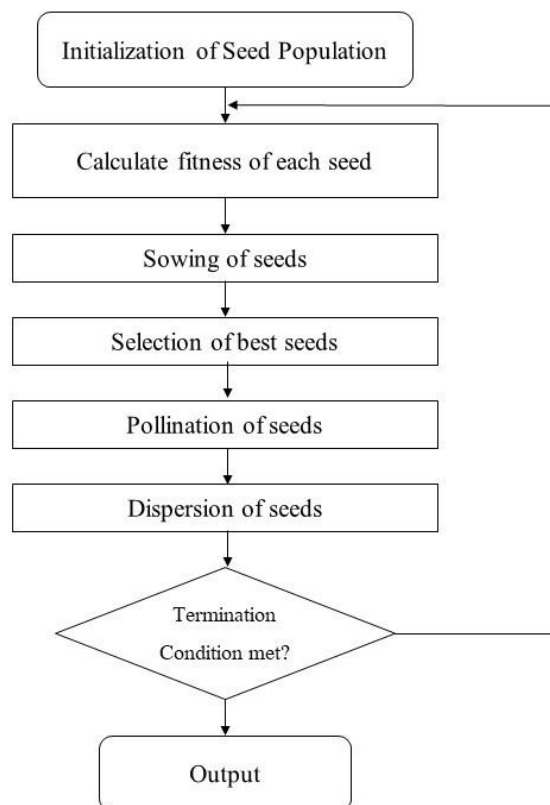 Initialization of Seed Population
Calculate fitness of each seed
Sowing of seeds
Selection of best seeds
Pollination of seeds
Dispersion of seeds
Termination
Condition met?
Output